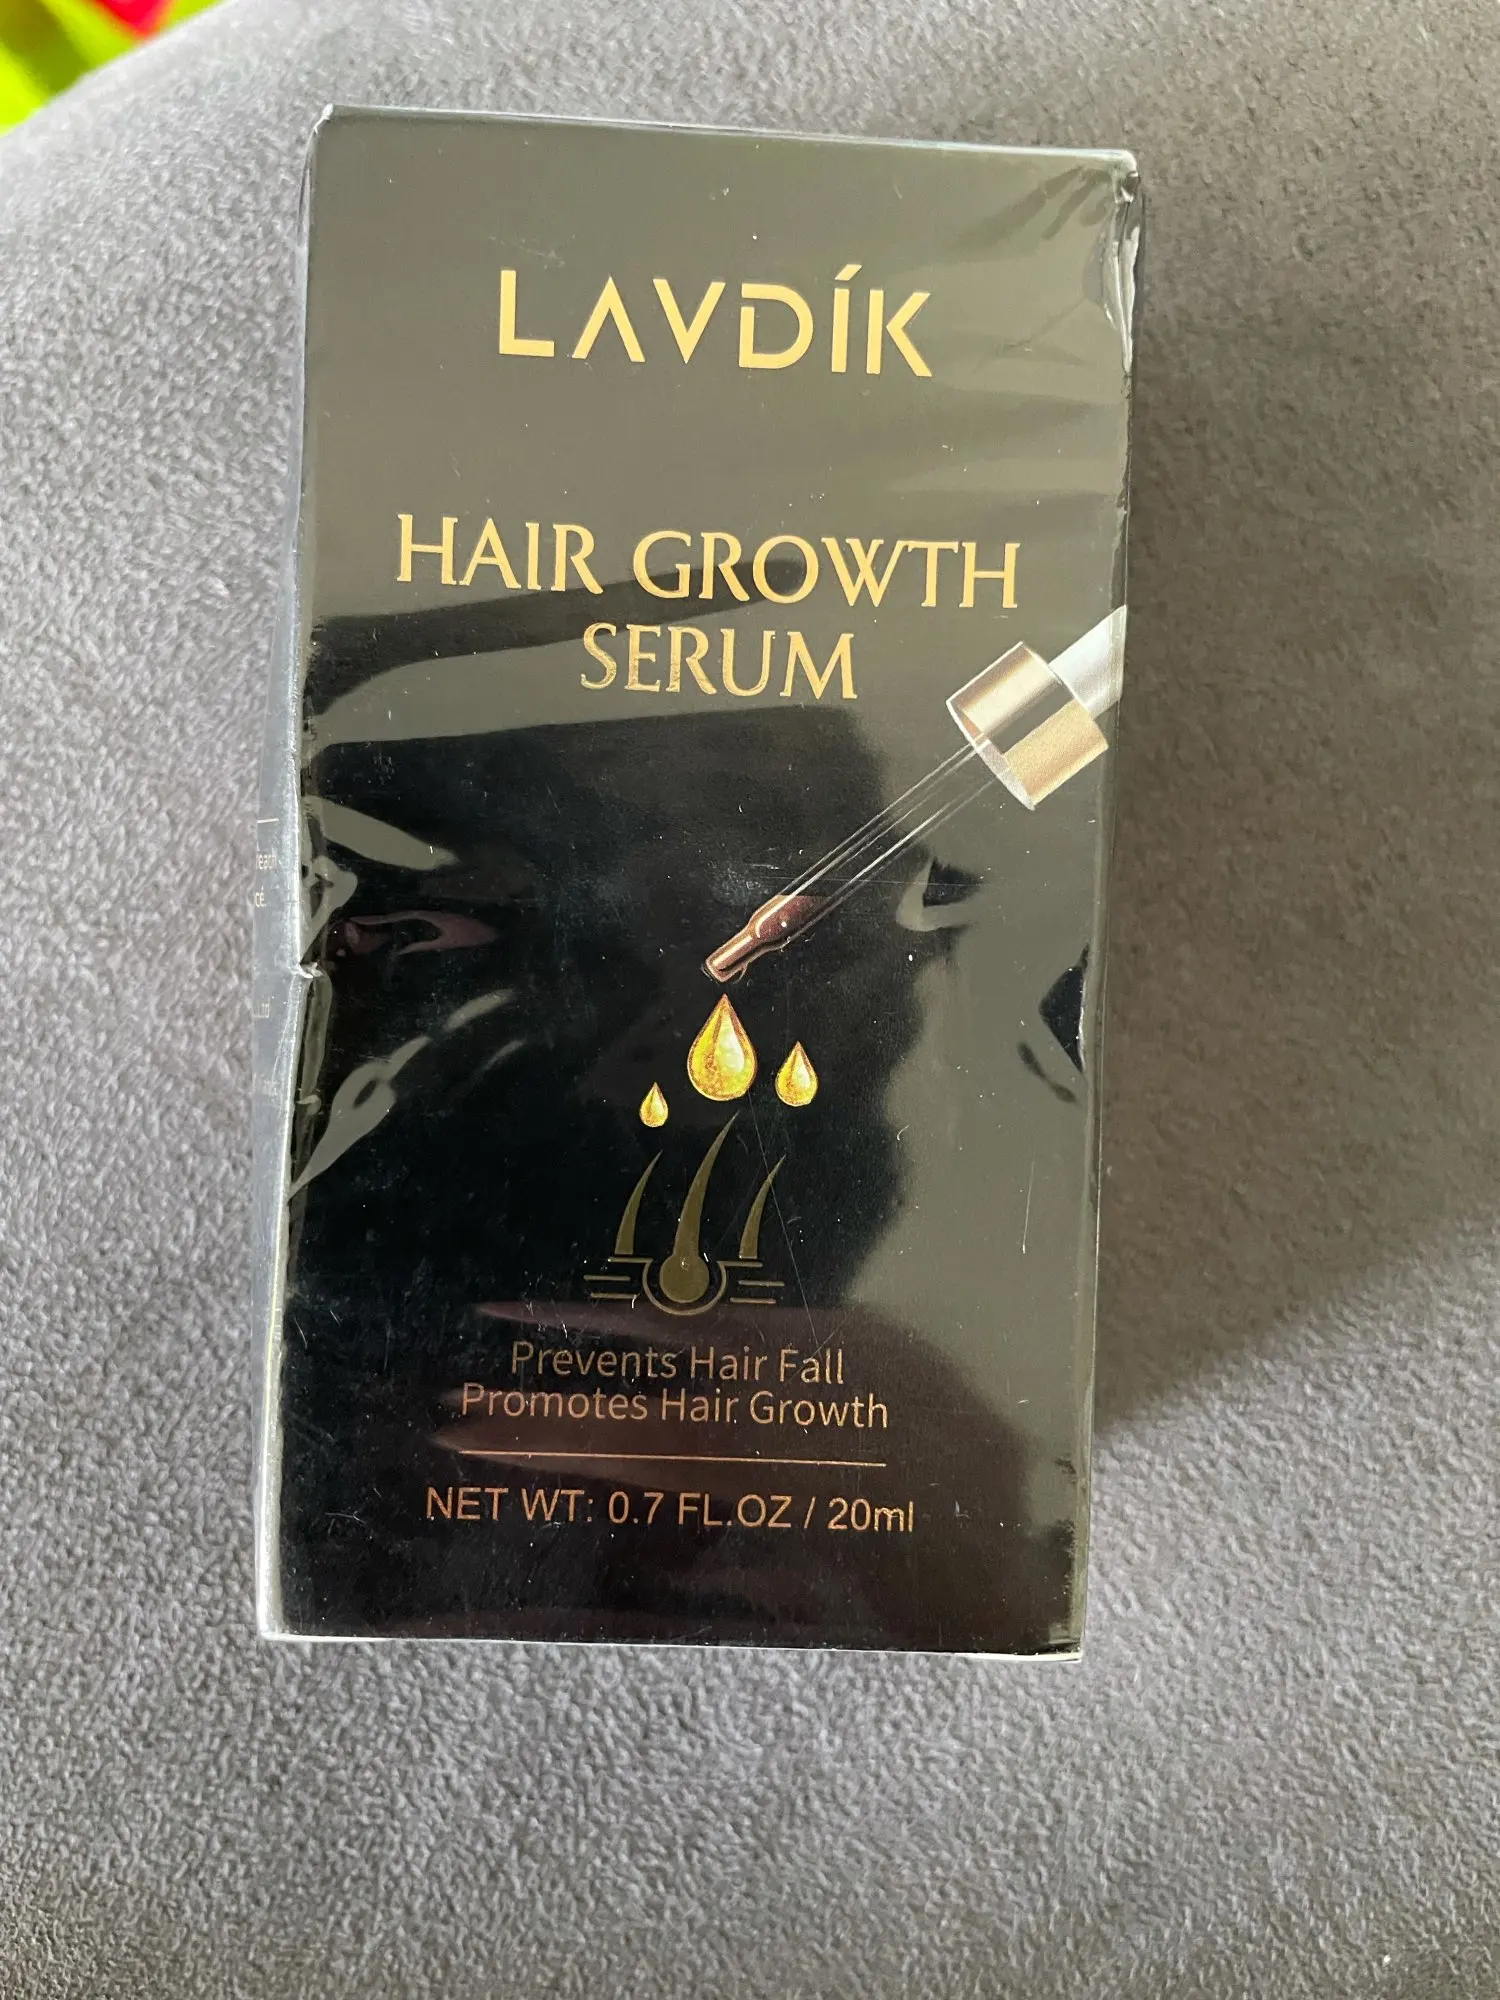 LAVDÍK
HAIR GROWTH
SERUM
Prevents Hair Fall
Promotes Hair Growth
NET WT: 0.7 FL.OZ / 20ml